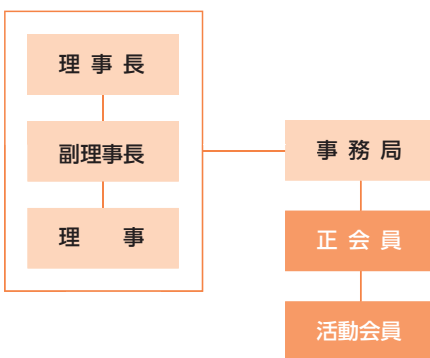 理事長
副理事長
理　事
事務局
正会員
活動会員